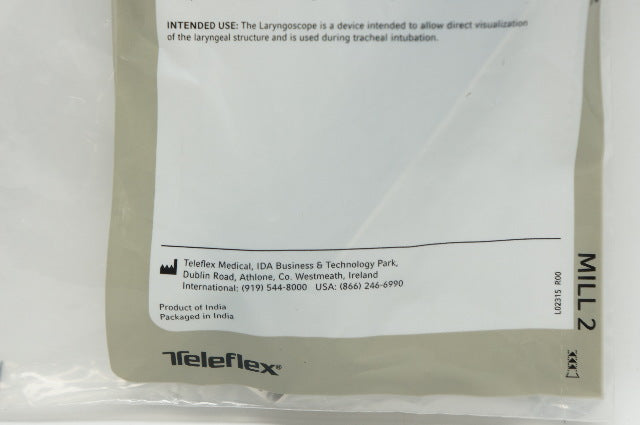 INTENDED USE: The Laryngoscope is a device intended to allow direct visualization
of the laryngeal structure and is used during tracheal intubation.
Teleflex Medical, IDA Business & Technology Park,
Dublin Road, Athlone, Co. Westmeath, Ireland
International: (919) 544-8000 USA: (866) 246-6990
Product of India
Packaged in India
Teleflex®
L02315 R00
MILL 2